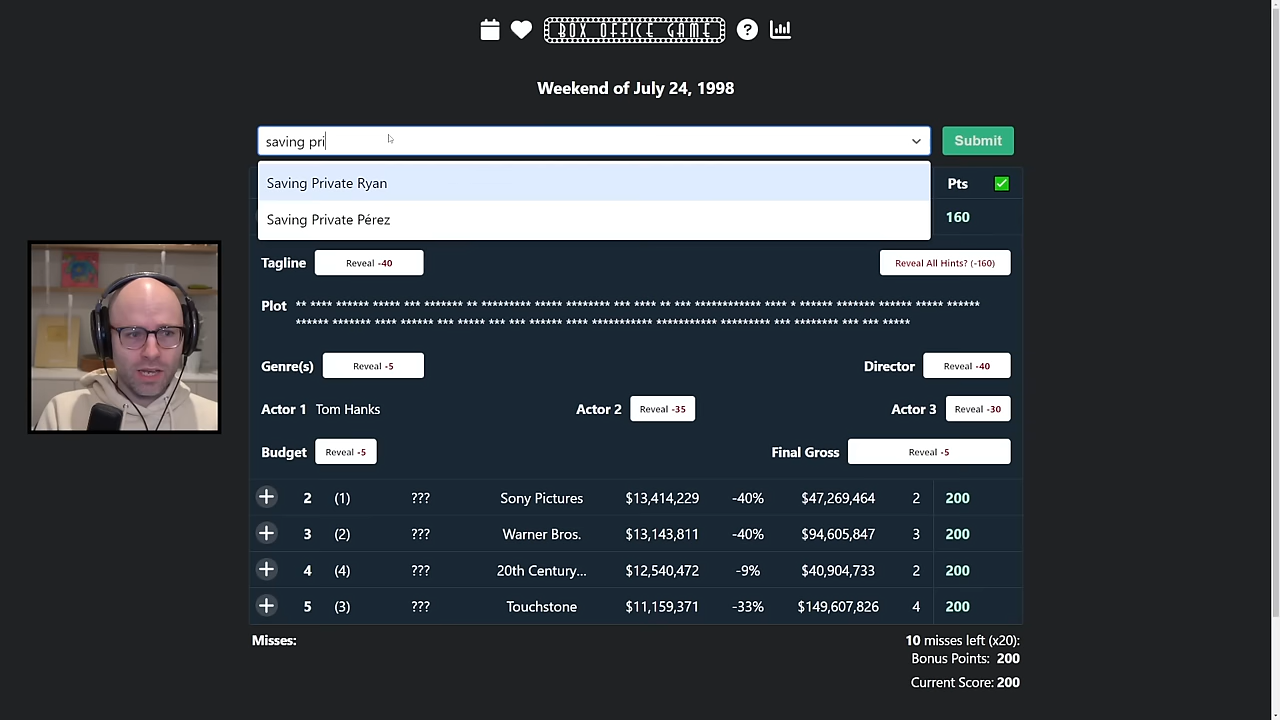 BOX OFFICE GAME ?
Weekend of July 24, 1998
saving pri
Submit
Saving Private Ryan
Saving Private Pérez
Pts
160
Tagline Reveal -40 Reveal All Hints? (-160)
Plot ** **** ****** ***** *** ******* ** ********* ***** ******** *** **** ** *** ************ **** * ****** ******* ****** ***** ******
****** ******* **** ****** *** ***** *** *** ****** **** *********** *********** ********* *** ******** *** *** *****
Genre(s) Reveal -5 Director Reveal -40
Actor 1 Tom Hanks Actor 2 Reveal -35 Actor 3 Reveal -30
Budget Reveal -5 Final Gross Reveal -5
2 (1) ??? Sony Pictures $13,414,229 -40% $47,269,464 2 200
3 (2) ??? Warner Bros. $13,143,811 -40% $94,605,847 3 200
4 (4) ??? 20th Century... $12,540,472 -9% $40,904,733 2 200
5 (3) ??? Touchstone $11,159,371 -33% $149,607,826 4 200
Misses: 10 misses left (x20):
Bonus Points: 200
Current Score: 200